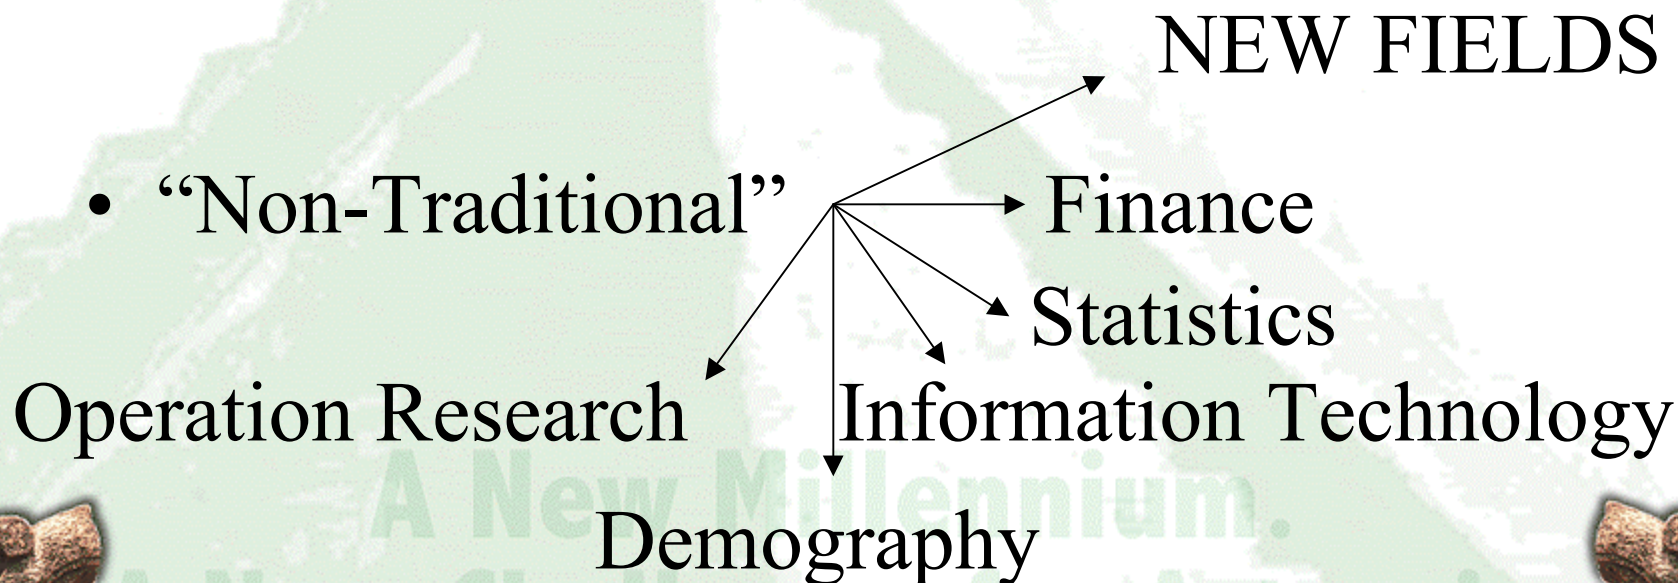 NEW FIELDS
• “Non-Traditional”
Finance
Statistics
Operation Research
Information Technology
A New Millennium.
Demography